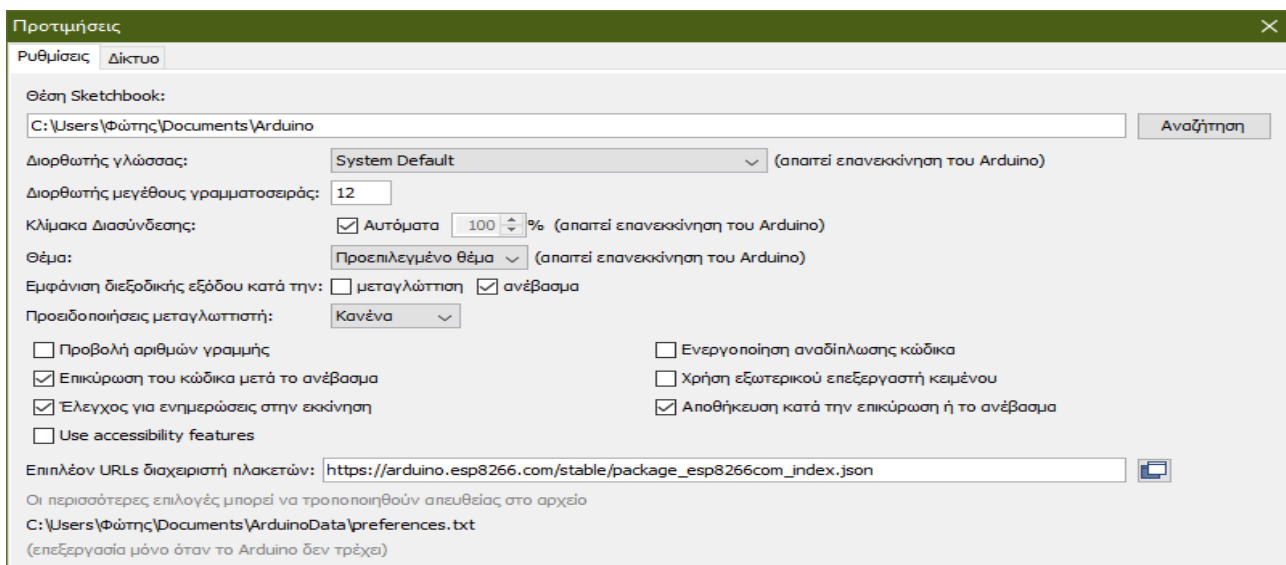 Προτιμήσεις
Ρυθμίσεις Δίκτυο
Θέση Sketchbook:
C:\Users\Φώτης\Documents\Arduino Αναζήτηση
Διορθωτής γλώσσας: System Default (απαιτεί επανεκκίνηση του Arduino)
Διορθωτής μεγέθους γραμματοσειράς: 12
Κλίμακα Διασύνδεσης: Αυτόματα 100 % (απαιτεί επανεκκίνηση του Arduino)
Θέμα: Προεπιλεγμένο θέμα (απαιτεί επανεκκίνηση του Arduino)
Εμφάνιση διεξοδικής εξόδου κατά την: μεταγλώττιση ανέβασμα
Προειδοποιήσεις μεταγλωττιστή: Κανένα
Προβολή αριθμών γραμμής Ενεργοποίηση αναδίπλωσης κώδικα
Επικύρωση του κώδικα μετά το ανέβασμα Χρήση εξωτερικού επεξεργαστή κειμένου
Έλεγχος για ενημερώσεις στην εκκίνηση Αποθήκευση κατά την επικύρωση ή το ανέβασμα
Use accessibility features
Επιπλέον URLs διαχειριστή πλακετών: https://arduino.esp8266.com/stable/package_esp8266com_index.json
Οι περισσότερες επιλογές μπορεί να τροποποιηθούν απευθείας στο αρχείο
C:\Users\Φώτης\Documents\ArduinoData\preferences.txt
(επεξεργασία μόνο όταν το Arduino δεν τρέχει)